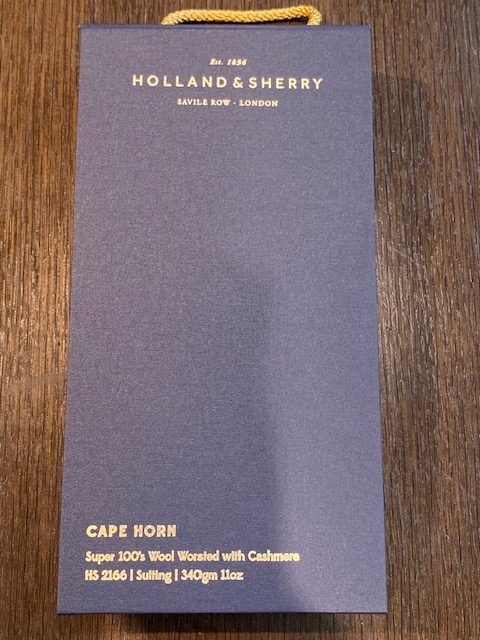 Est. 1836
HOLLAND & SHERRY
SAVILE ROW · LONDON
CAPE HORN
Super 100's Wool Worsted with Cashmere
HS 2166 | Suiting | 340gm 11oz